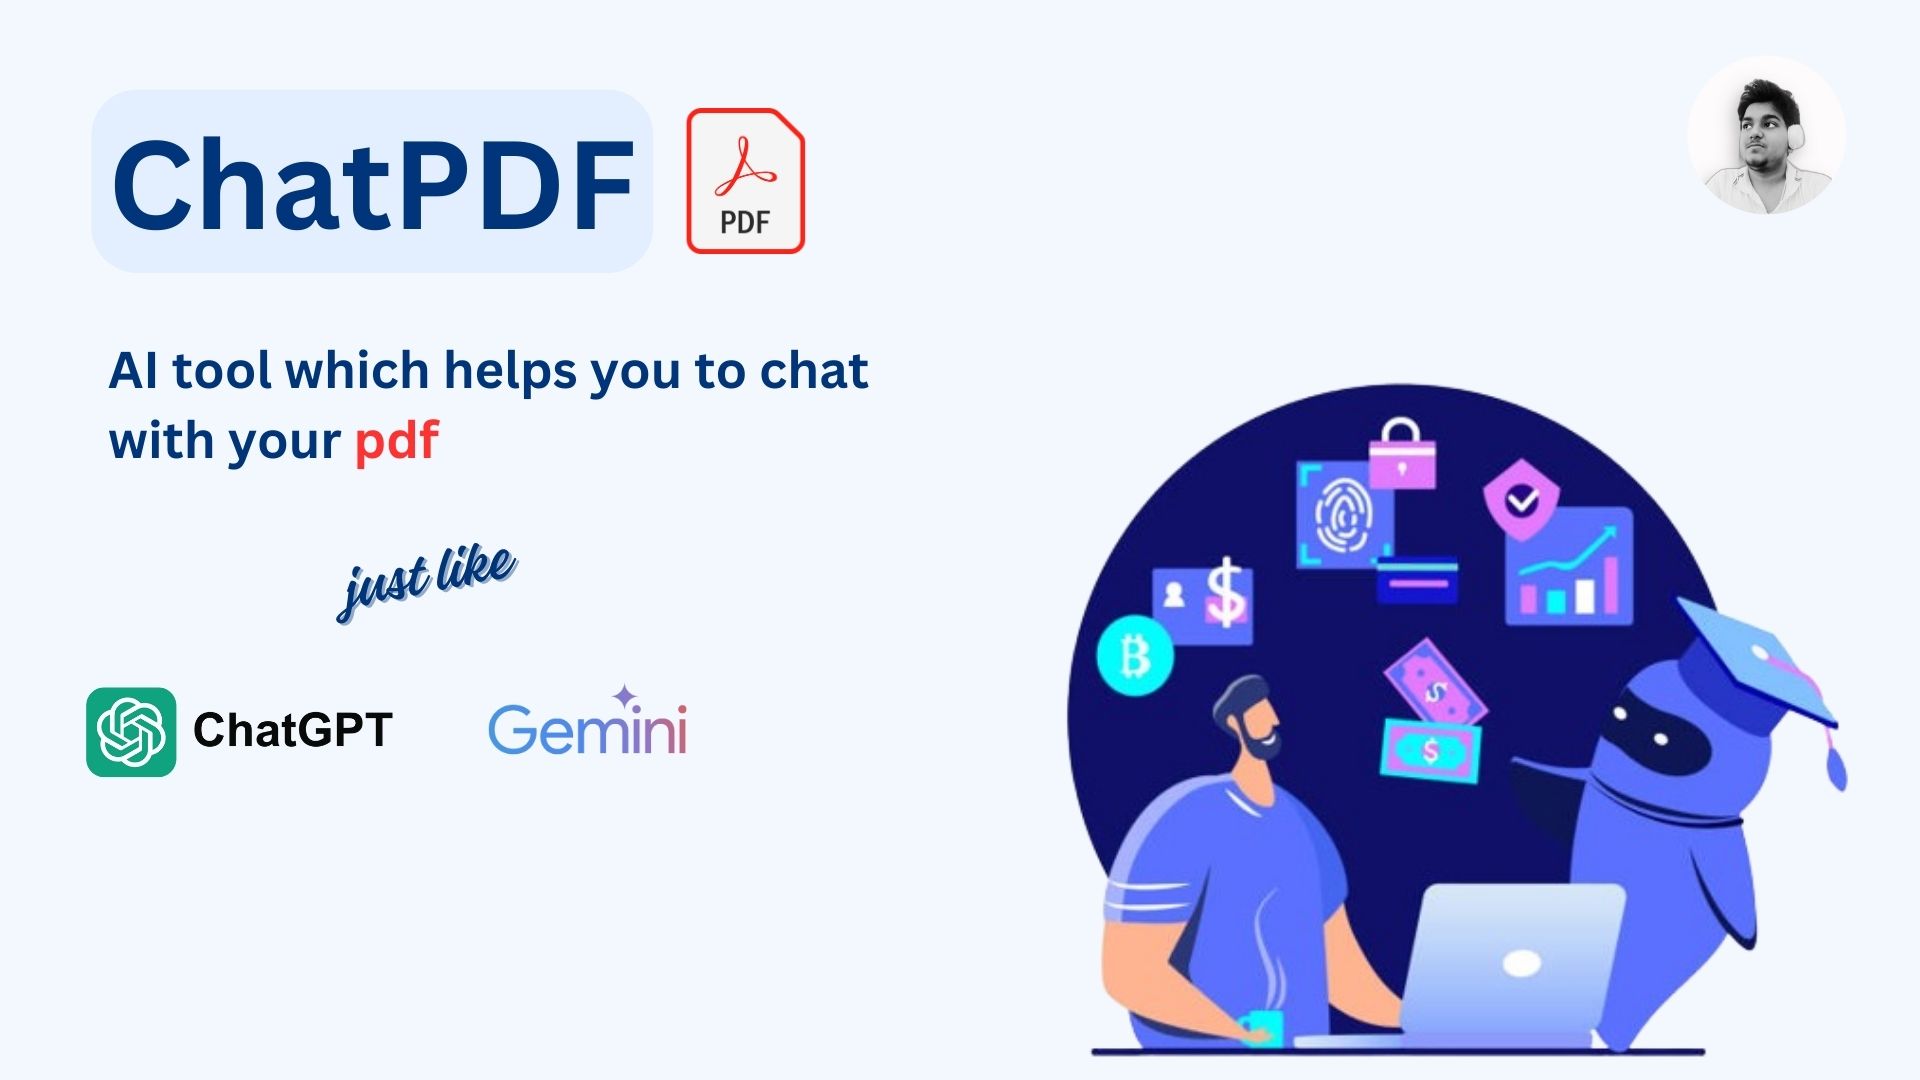 ChatPDF
PDF
AI tool which helps you to chat
with your pdf
just like
ChatGPT
Gemini
$
B
$
$